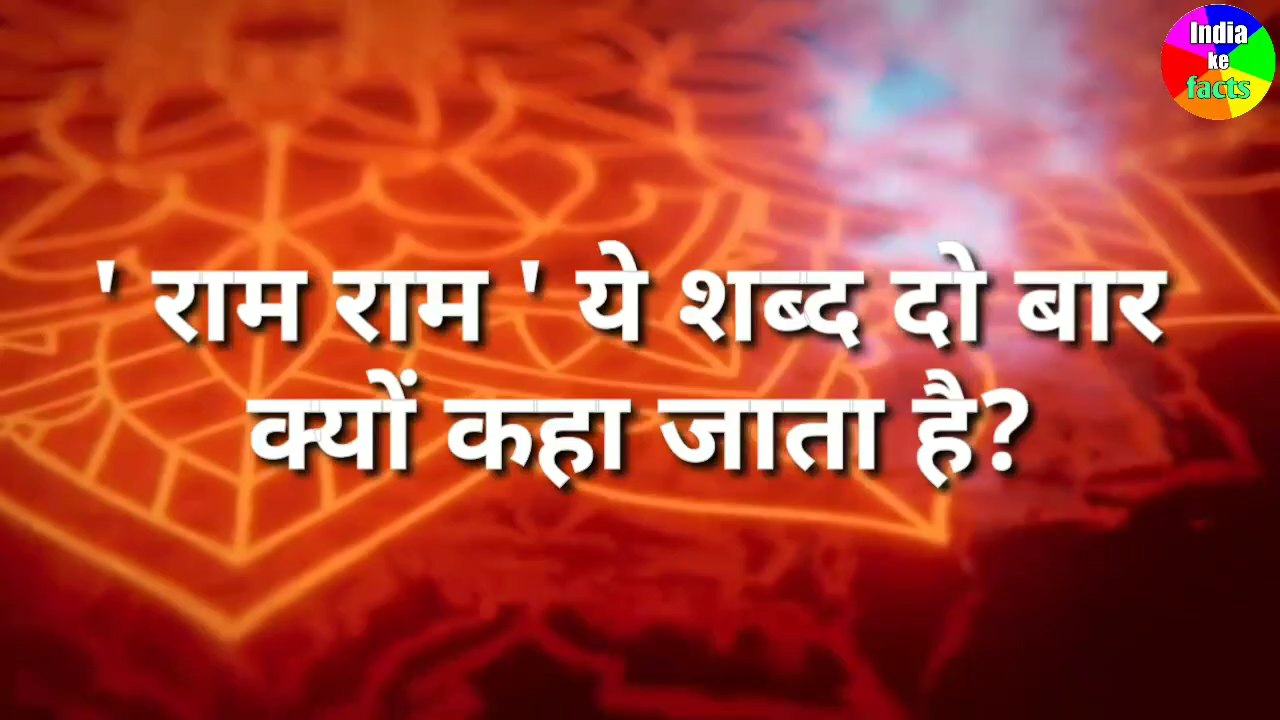 India
ke
facts
' राम राम ' ये शब्द दो बार
क्यों कहा जाता है?